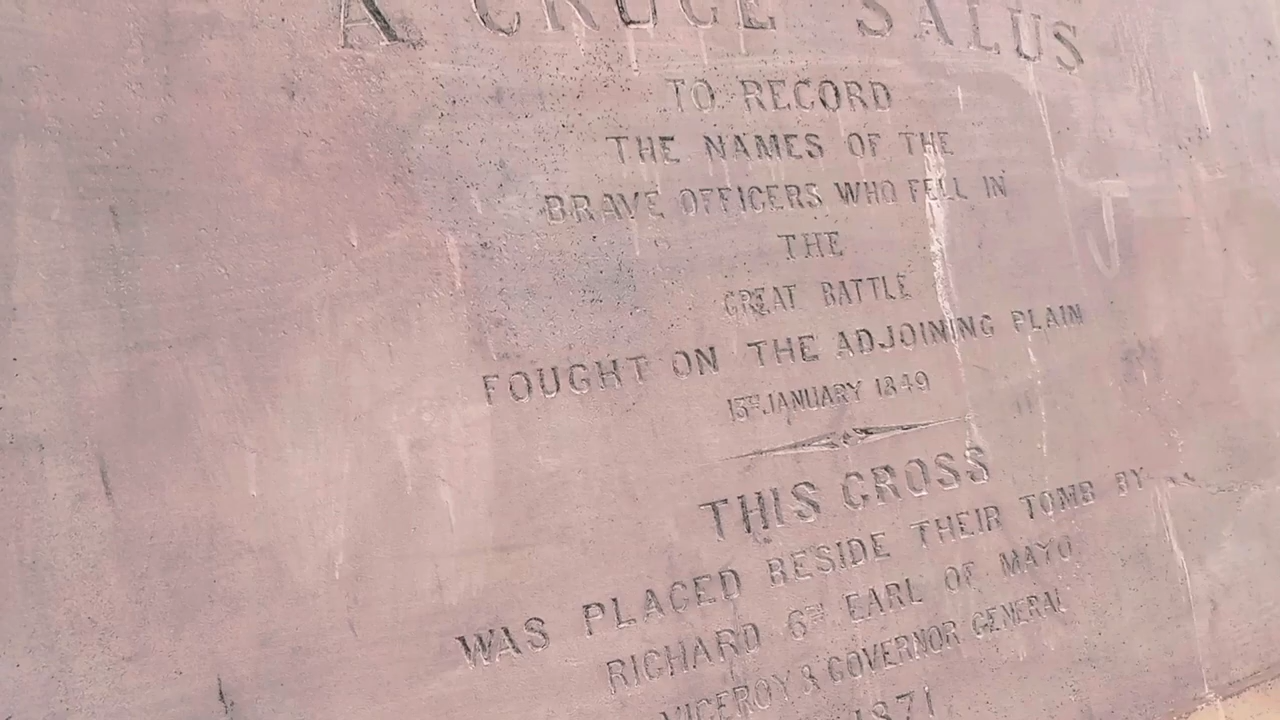 A CRUCE SALUS
TO RECORD
THE NAMES OF THE
BRAVE OFFICERS WHO FELL IN
THE
GREAT BATTLE
FOUGHT ON THE ADJOINING PLAIN
13TH JANUARY 1849
THIS CROSS
WAS PLACED BESIDE THEIR TOMB BY
RICHARD 6TH EARL OF MAYO
VICEROY & GOVERNOR GENERAL
1871